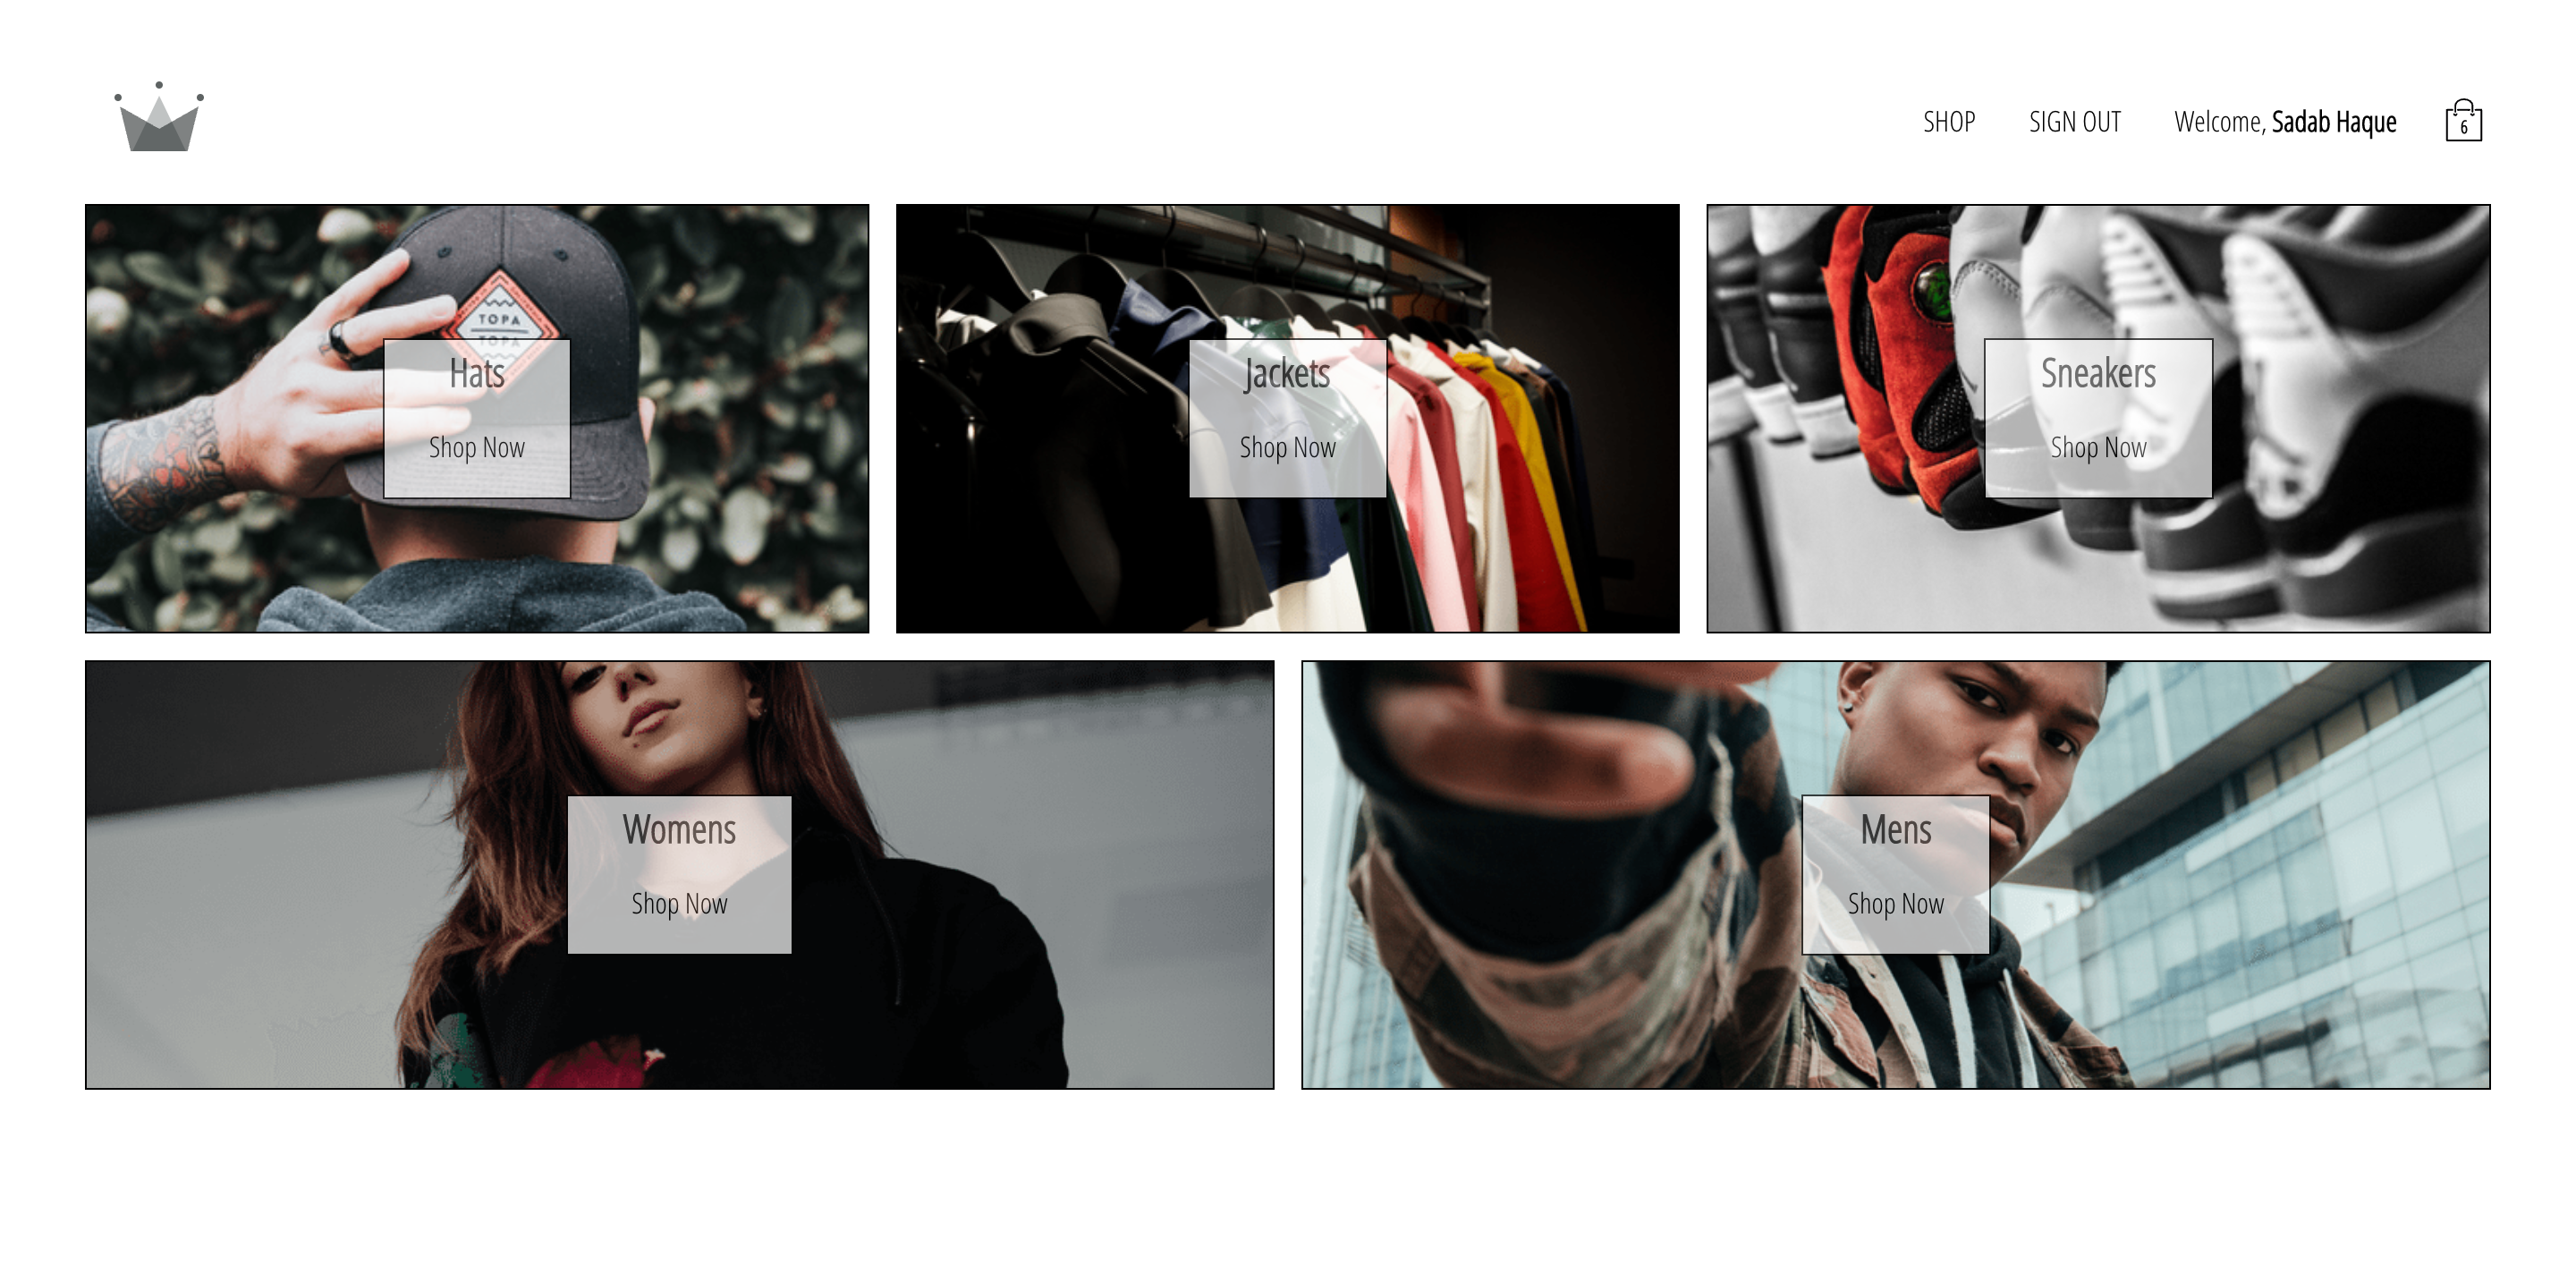 SHOP SIGN OUT Welcome, Sadab Haque 6
TOPA
TOPA
Hats
Shop Now
Jackets
Shop Now
Sneakers
Shop Now
Womens
Shop Now
Mens
Shop Now